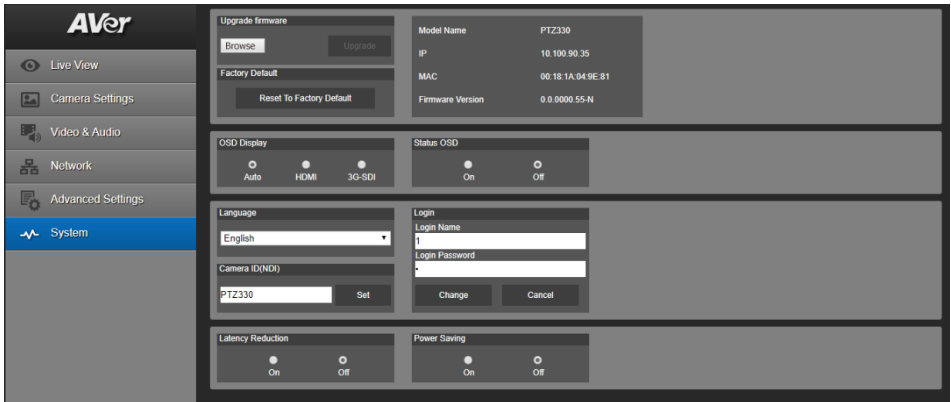 AVer
Live View
Camera Settings
Video & Audio
Network
Advanced Settings
System
Upgrade firmware
Browse
Upgrade
Factory Default
Reset To Factory Default
Model Name PTZ330
IP 10.100.90.35
MAC 00:18:1A:04:9E:81
Firmware Version 0.0.0000.55-N
OSD Display
Auto HDMI 3G-SDI
Status OSD
On Off
Language
English
Camera ID(NDI)
PTZ330 Set
Login
Login Name
1
Login Password
•
Change Cancel
Latency Reduction
On Off
Power Saving
On Off